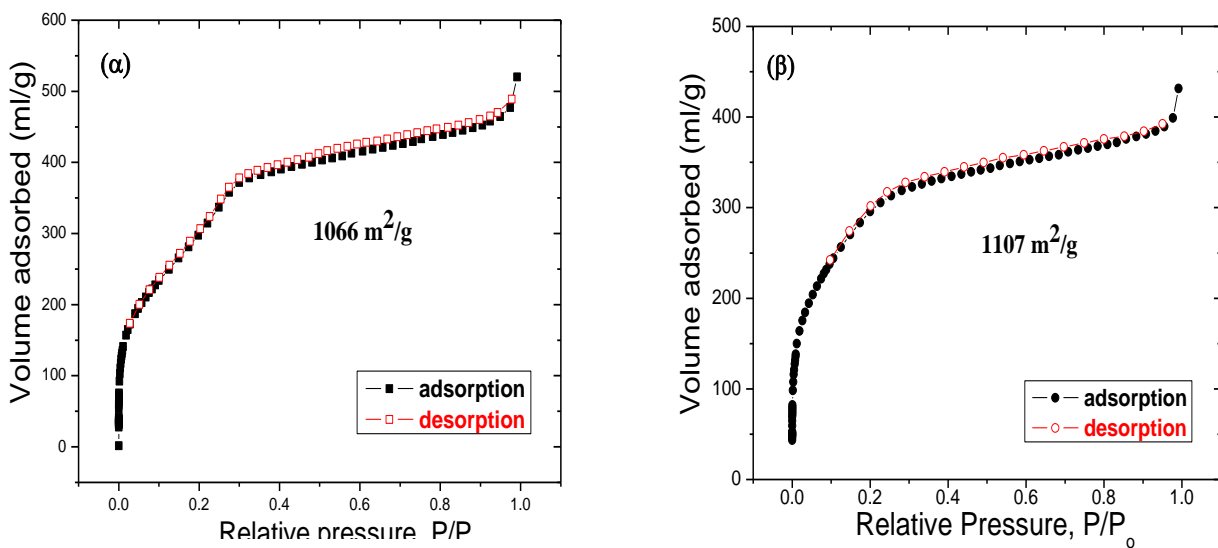 (α)
Volume adsorbed (ml/g)
600
500
400
300
200
100
0
1066 m²/g
adsorption
desorption
0.0 0.2 0.4 0.6 0.8 1.0
Relative pressure, P/P
(β)
Volume adsorbed (ml/g)
500
400
300
200
100
0
1107 m²/g
adsorption
desorption
0.0 0.2 0.4 0.6 0.8 1.0
Relative Pressure, P/Pₒ